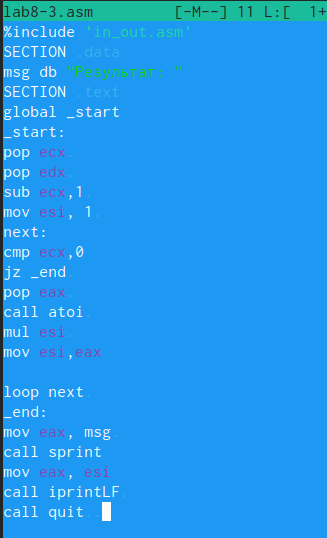 lab8-3.asm [-M--] 11 L:[ 1+
%include 'in_out.asm'
SECTION .data
msg db "Результат: "
SECTION .text
global _start
_start:
pop ecx
pop edx
sub ecx,1
mov esi, 1
next:
cmp ecx,0
jz _end
pop eax
call atoi
mul esi
mov esi,eax
loop next
_end:
mov eax, msg
call sprint
mov eax, esi
call iprintLF
call quit